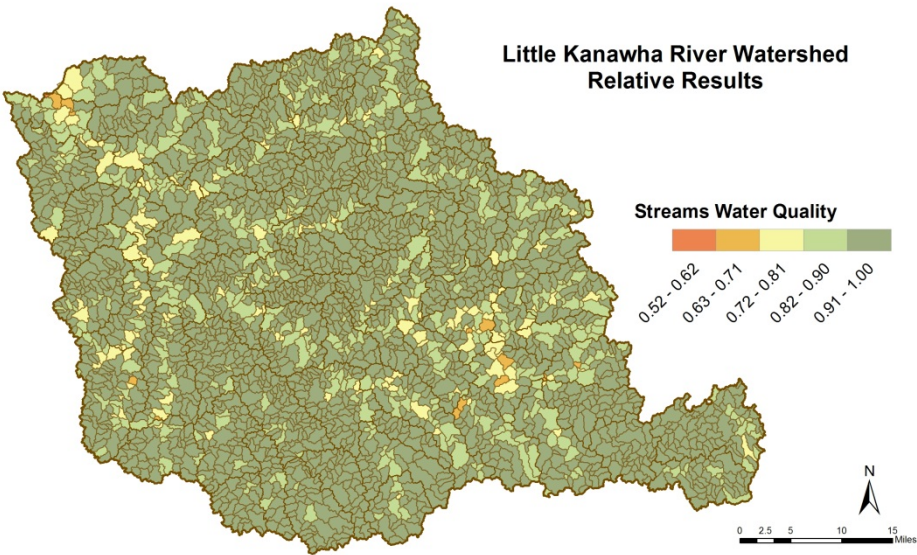 Little Kanawha River Watershed
Relative Results
Streams Water Quality
0.52 - 0.62
0.63 - 0.71
0.72 - 0.81
0.82 - 0.90
0.91 - 1.00
N
0 2.5 5 10 15
Miles